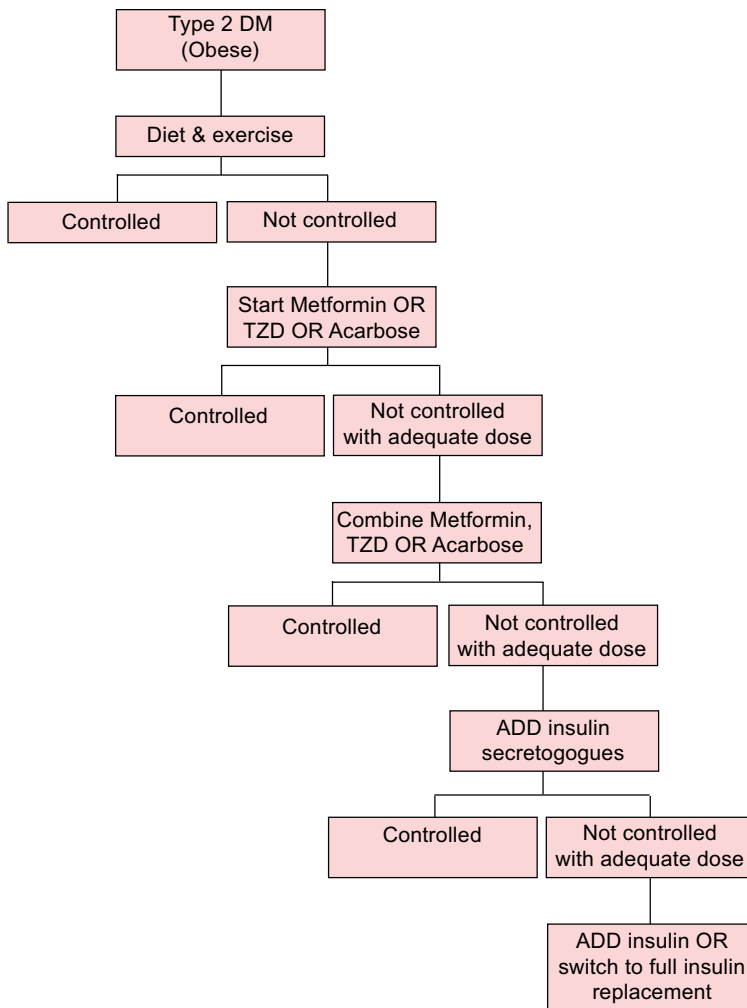 Type 2 DM
(Obese)
Diet & exercise
Controlled
Not controlled
Start Metformin OR
TZD OR Acarbose
Controlled
Not controlled
with adequate dose
Combine Metformin,
TZD OR Acarbose
Controlled
Not controlled
with adequate dose
ADD insulin
secretogogues
Controlled
Not controlled
with adequate dose
ADD insulin OR
switch to full insulin
replacement